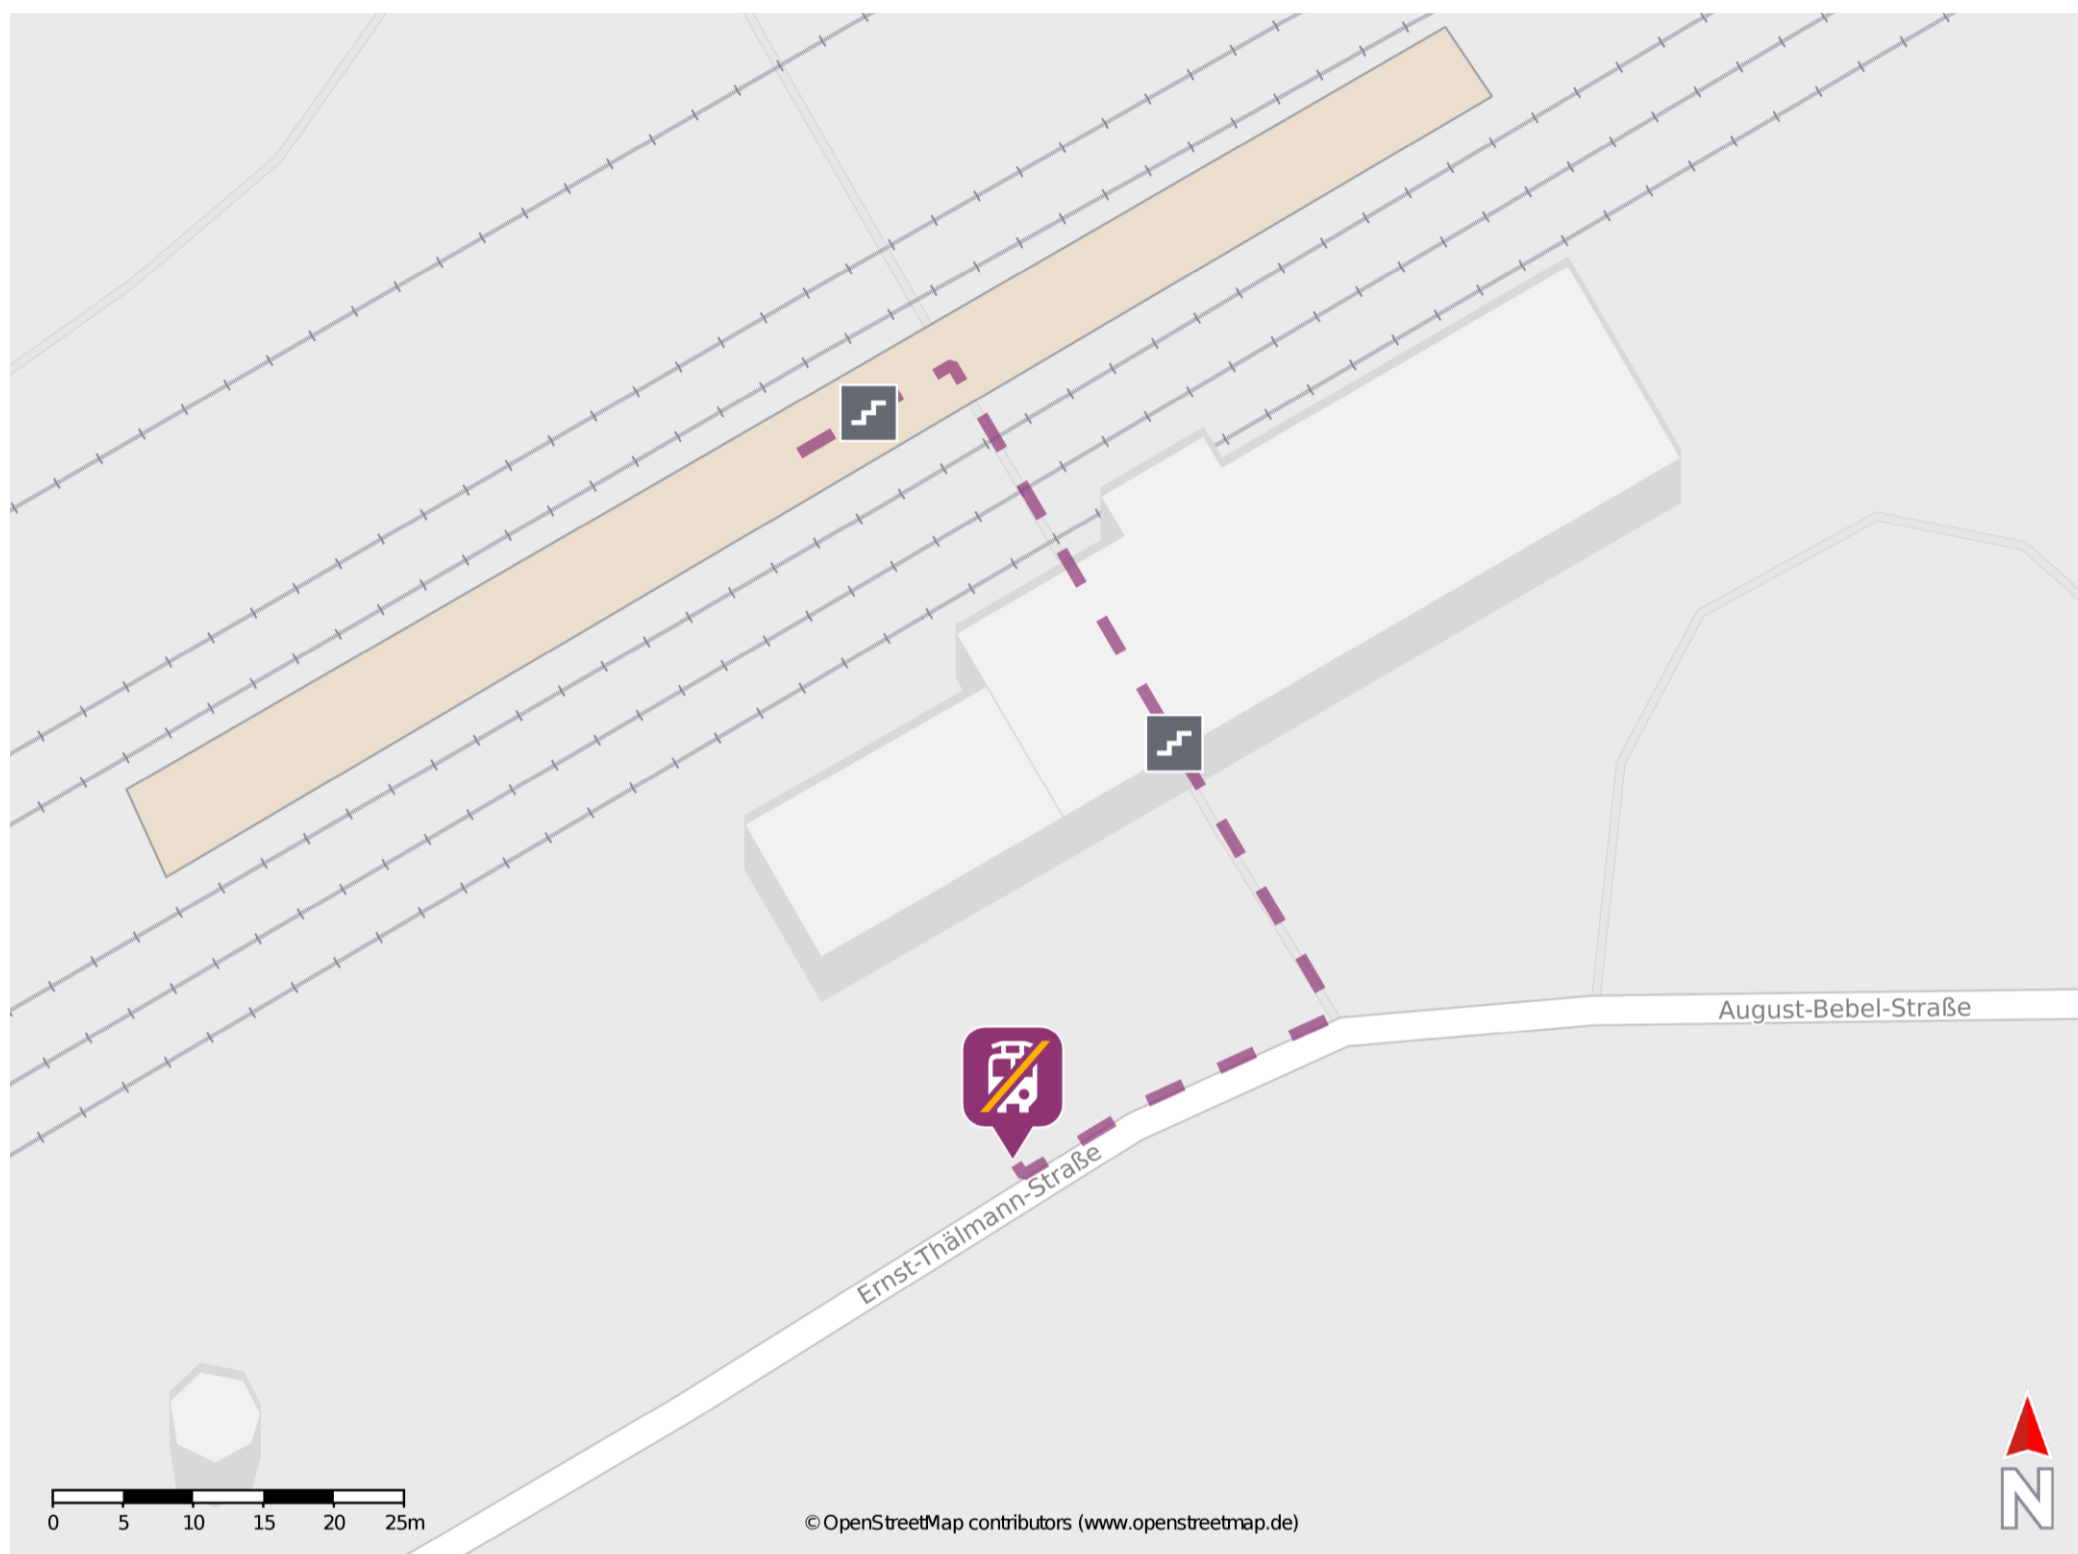 August-Bebel-Straße
Ernst-Thälmann-Straße
0 5 10 15 20 25m
© OpenStreetMap contributors (www.openstreetmap.de)
N